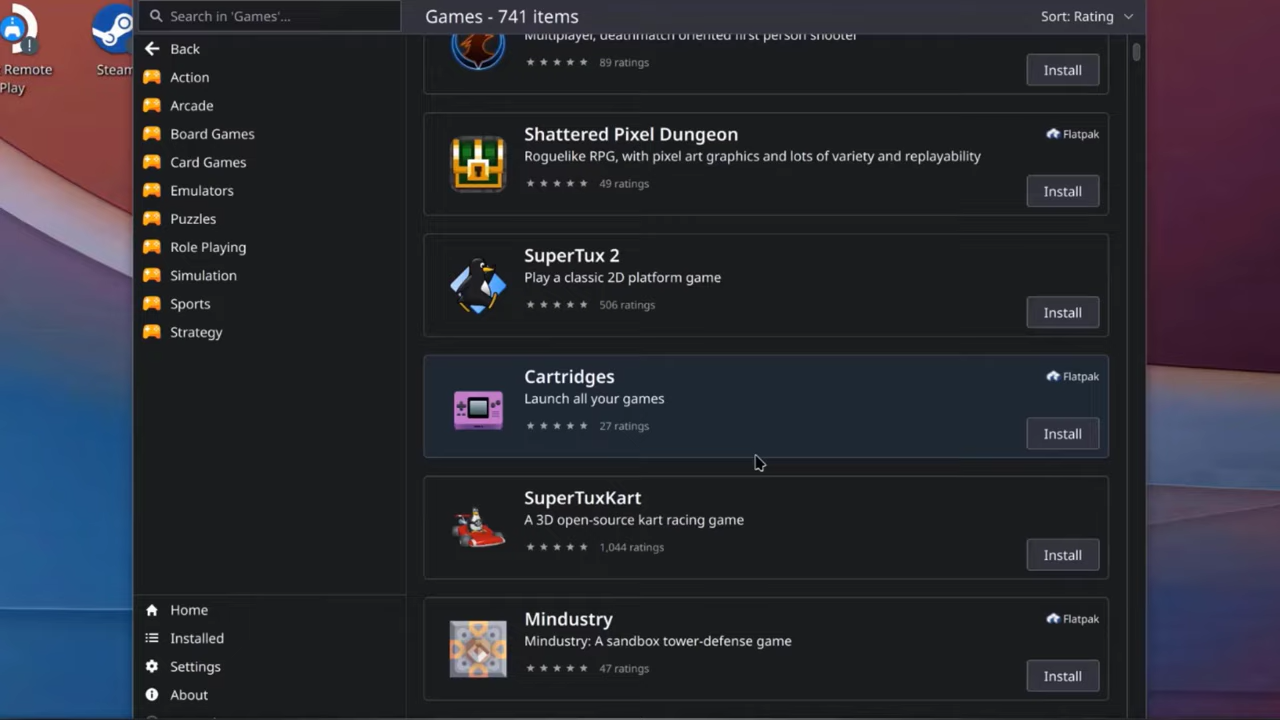 Search in 'Games'...
Games - 741 items
Sort: Rating
Remote
Play
Steam
Back
Action
Arcade
Board Games
Card Games
Emulators
Puzzles
Role Playing
Simulation
Sports
Strategy
Home
Installed
Settings
About
Multiplayer, deathmatch oriented first person shooter
89 ratings
Install
Shattered Pixel Dungeon
Flatpak
Roguelike RPG, with pixel art graphics and lots of variety and replayability
49 ratings
Install
SuperTux 2
Play a classic 2D platform game
506 ratings
Install
Cartridges
Flatpak
Launch all your games
27 ratings
Install
SuperTuxKart
A 3D open-source kart racing game
1,044 ratings
Install
Mindustry
Flatpak
Mindustry: A sandbox tower-defense game
47 ratings
Install